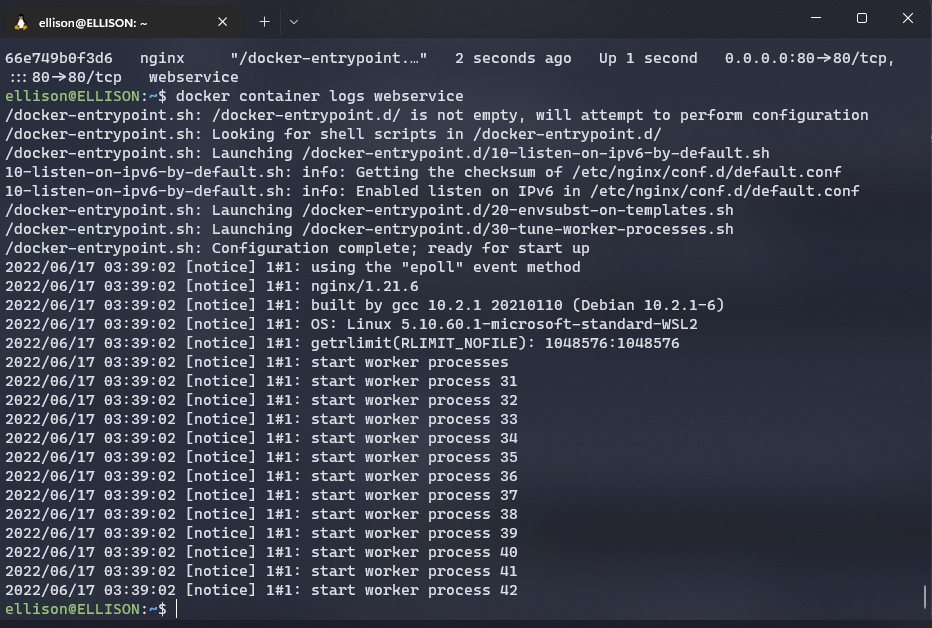 ellison@ELLISON: ~
66e749b0f3d6   nginx     "/docker-entrypoint.…"   2 seconds ago   Up 1 second   0.0.0.0:80->80/tcp,
:::80->80/tcp   webservice
ellison@ELLISON:~$ docker container logs webservice
/docker-entrypoint.sh: /docker-entrypoint.d/ is not empty, will attempt to perform configuration
/docker-entrypoint.sh: Looking for shell scripts in /docker-entrypoint.d/
/docker-entrypoint.sh: Launching /docker-entrypoint.d/10-listen-on-ipv6-by-default.sh
10-listen-on-ipv6-by-default.sh: info: Getting the checksum of /etc/nginx/conf.d/default.conf
10-listen-on-ipv6-by-default.sh: info: Enabled listen on IPv6 in /etc/nginx/conf.d/default.conf
/docker-entrypoint.sh: Launching /docker-entrypoint.d/20-envsubst-on-templates.sh
/docker-entrypoint.sh: Launching /docker-entrypoint.d/30-tune-worker-processes.sh
/docker-entrypoint.sh: Configuration complete; ready for start up
2022/06/17 03:39:02 [notice] 1#1: using the "epoll" event method
2022/06/17 03:39:02 [notice] 1#1: nginx/1.21.6
2022/06/17 03:39:02 [notice] 1#1: built by gcc 10.2.1 20210110 (Debian 10.2.1-6)
2022/06/17 03:39:02 [notice] 1#1: OS: Linux 5.10.60.1-microsoft-standard-WSL2
2022/06/17 03:39:02 [notice] 1#1: getrlimit(RLIMIT_NOFILE): 1048576:1048576
2022/06/17 03:39:02 [notice] 1#1: start worker processes
2022/06/17 03:39:02 [notice] 1#1: start worker process 31
2022/06/17 03:39:02 [notice] 1#1: start worker process 32
2022/06/17 03:39:02 [notice] 1#1: start worker process 33
2022/06/17 03:39:02 [notice] 1#1: start worker process 34
2022/06/17 03:39:02 [notice] 1#1: start worker process 35
2022/06/17 03:39:02 [notice] 1#1: start worker process 36
2022/06/17 03:39:02 [notice] 1#1: start worker process 37
2022/06/17 03:39:02 [notice] 1#1: start worker process 38
2022/06/17 03:39:02 [notice] 1#1: start worker process 39
2022/06/17 03:39:02 [notice] 1#1: start worker process 40
2022/06/17 03:39:02 [notice] 1#1: start worker process 41
2022/06/17 03:39:02 [notice] 1#1: start worker process 42
ellison@ELLISON:~$